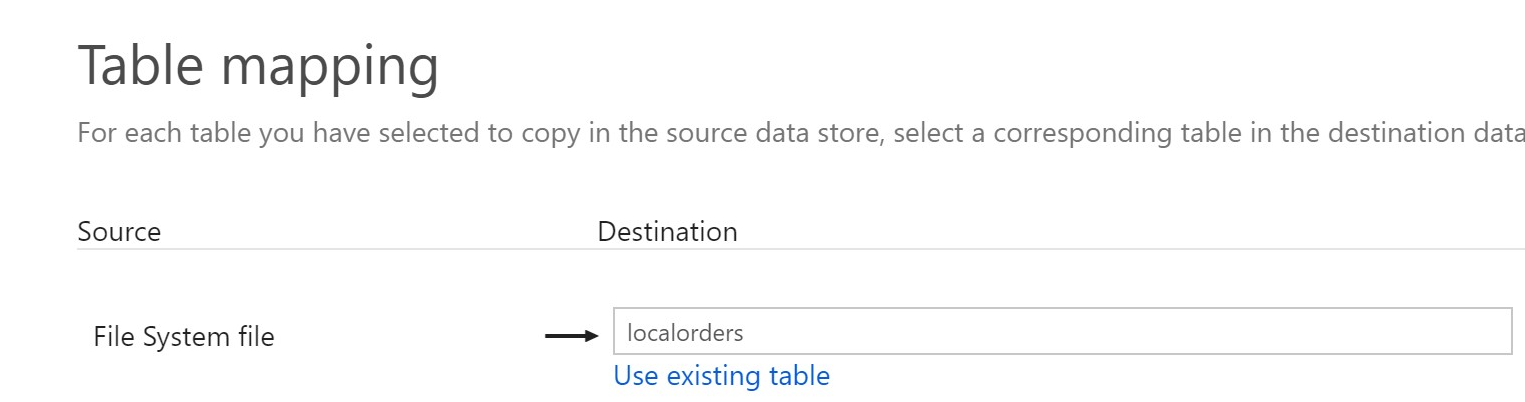 Table mapping
For each table you have selected to copy in the source data store, select a corresponding table in the destination data
Source Destination
File System file localorders
Use existing table